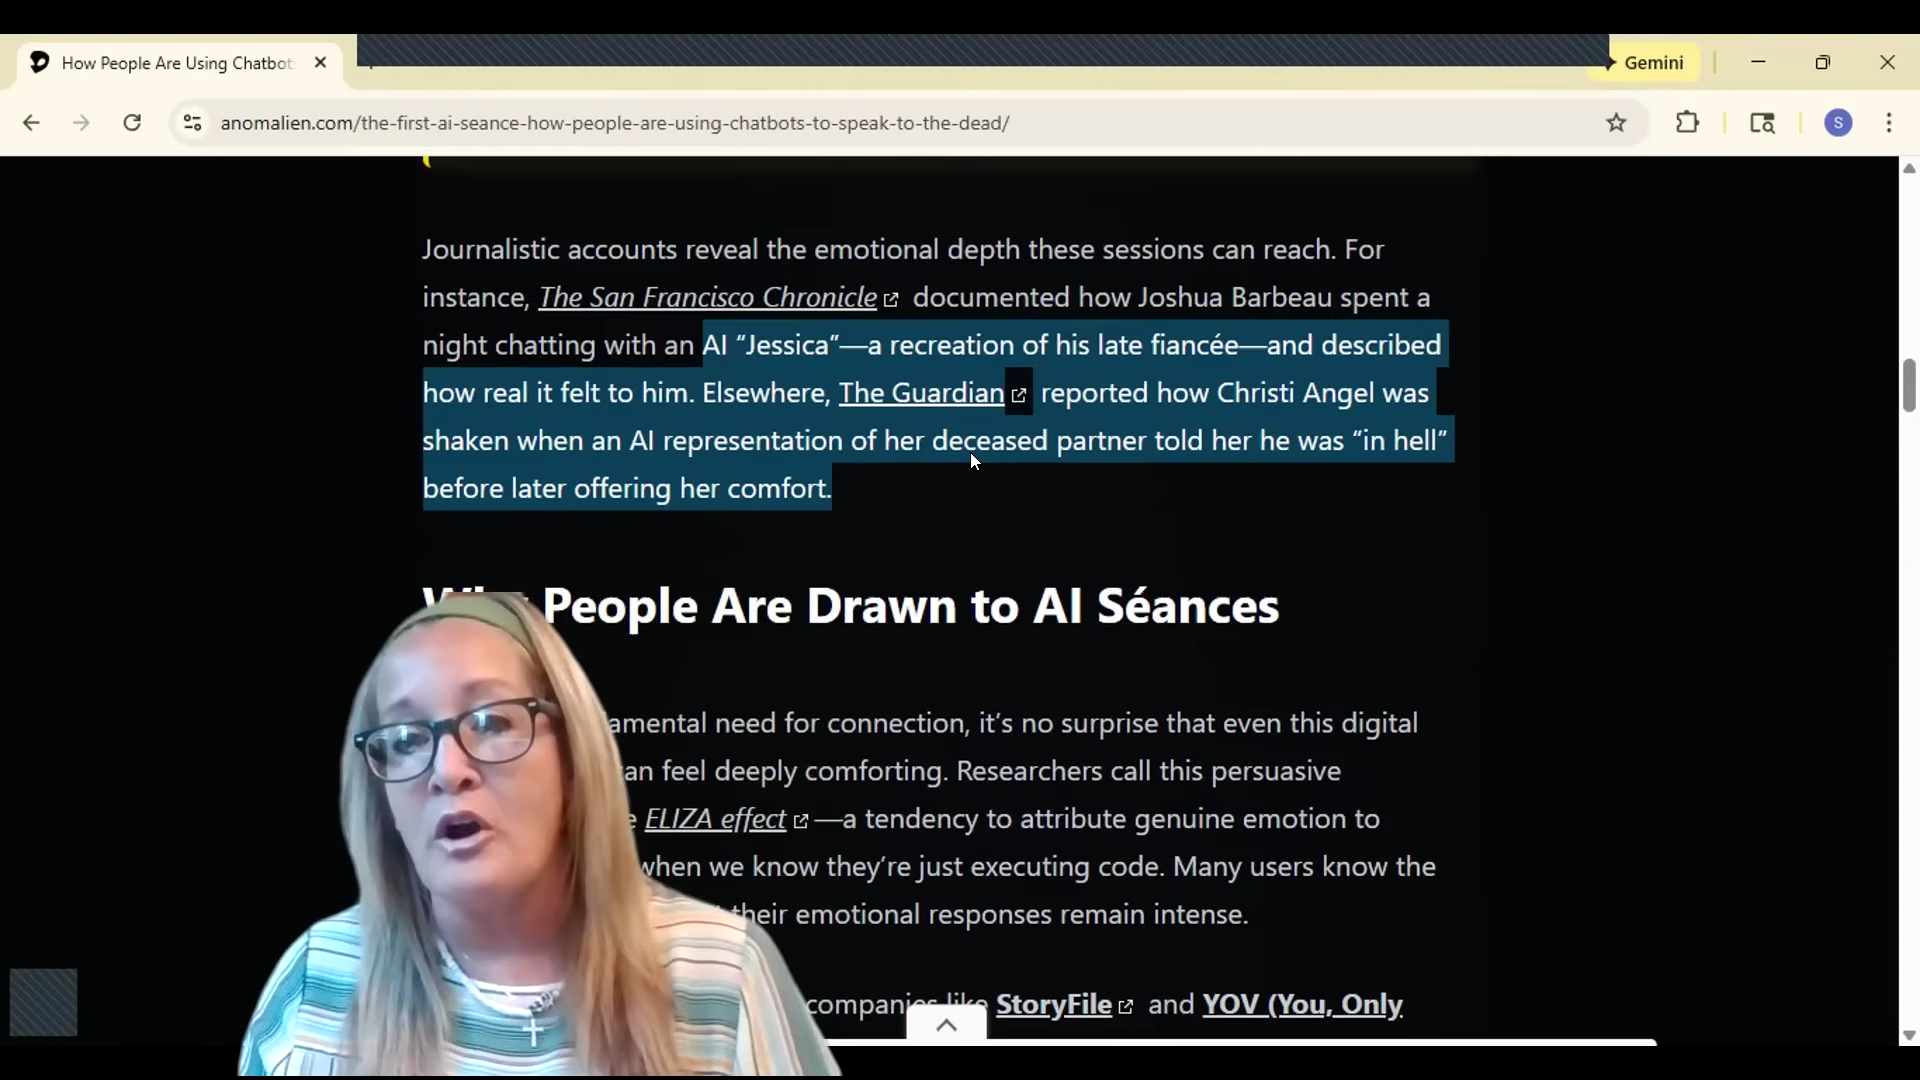 How People Are Using Chatbots
Gemini
anomalien.com/the-first-ai-seance-how-people-are-using-chatbots-to-speak-to-the-dead/
S
Journalistic accounts reveal the emotional depth these sessions can reach. For
instance, The San Francisco Chronicle documented how Joshua Barbeau spent a
night chatting with an AI “Jessica”—a recreation of his late fiancée—and described
how real it felt to him. Elsewhere, The Guardian reported how Christi Angel was
shaken when an AI representation of her deceased partner told her he was “in hell”
before later offering her comfort.
People Are Drawn to AI Séances
need for connection, it’s no surprise that even this digital
feel deeply comforting. Researchers call this persuasive
ELIZA effect —a tendency to attribute genuine emotion to
when we know they’re just executing code. Many users know the
their emotional responses remain intense.
companies like StoryFile and YOV (You, Only